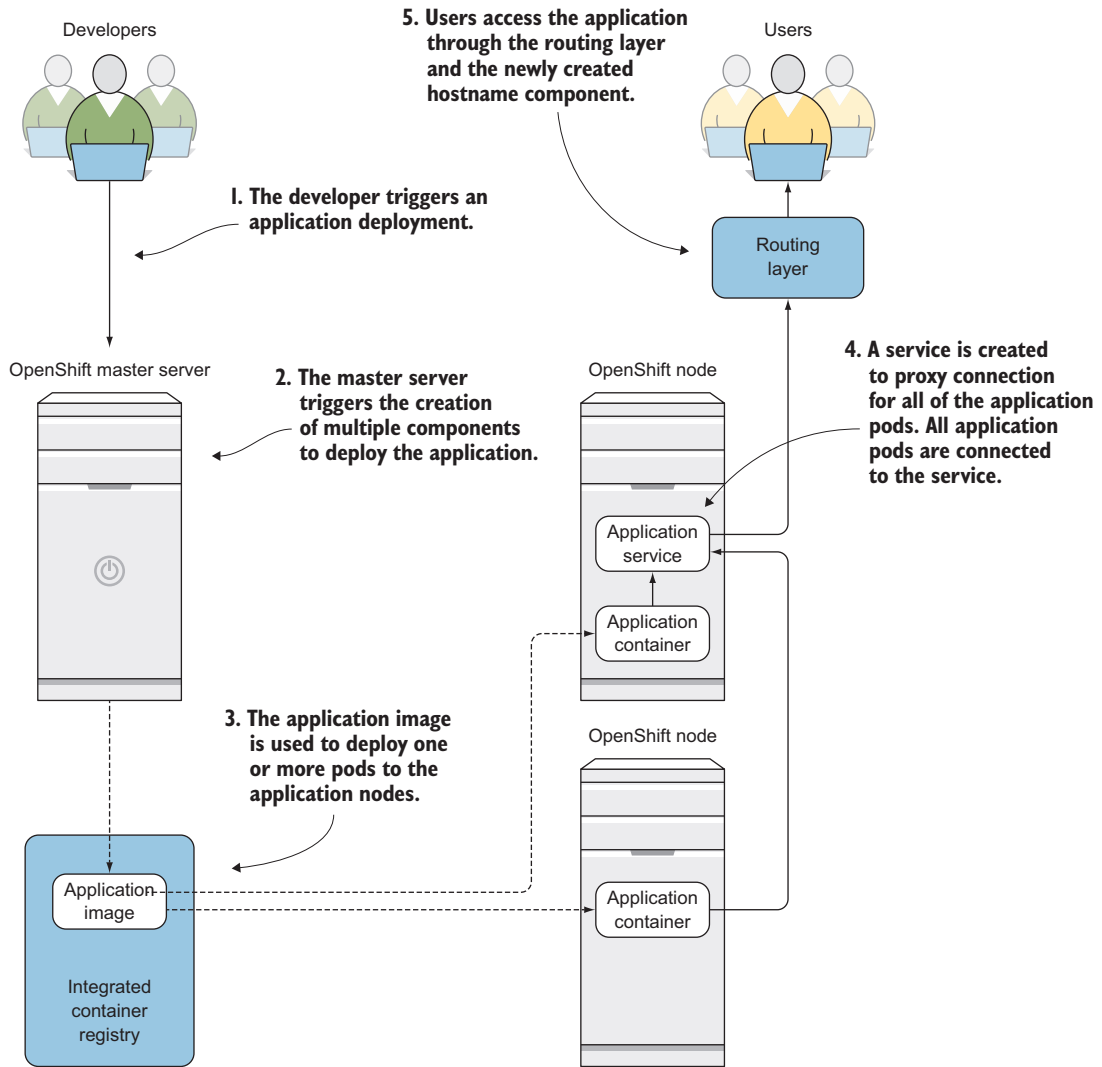 Developers
5. Users access the application
through the routing layer
and the newly created
hostname component.
Users
1. The developer triggers an
application deployment.
Routing
layer
OpenShift master server
2. The master server
triggers the creation
of multiple components
to deploy the application.
OpenShift node
4. A service is created
to proxy connection
for all of the application
pods. All application
pods are connected
to the service.
Application
service
Application
container
3. The application image
is used to deploy one
or more pods to the
application nodes.
OpenShift node
Application
image
Application
container
Integrated
container
registry